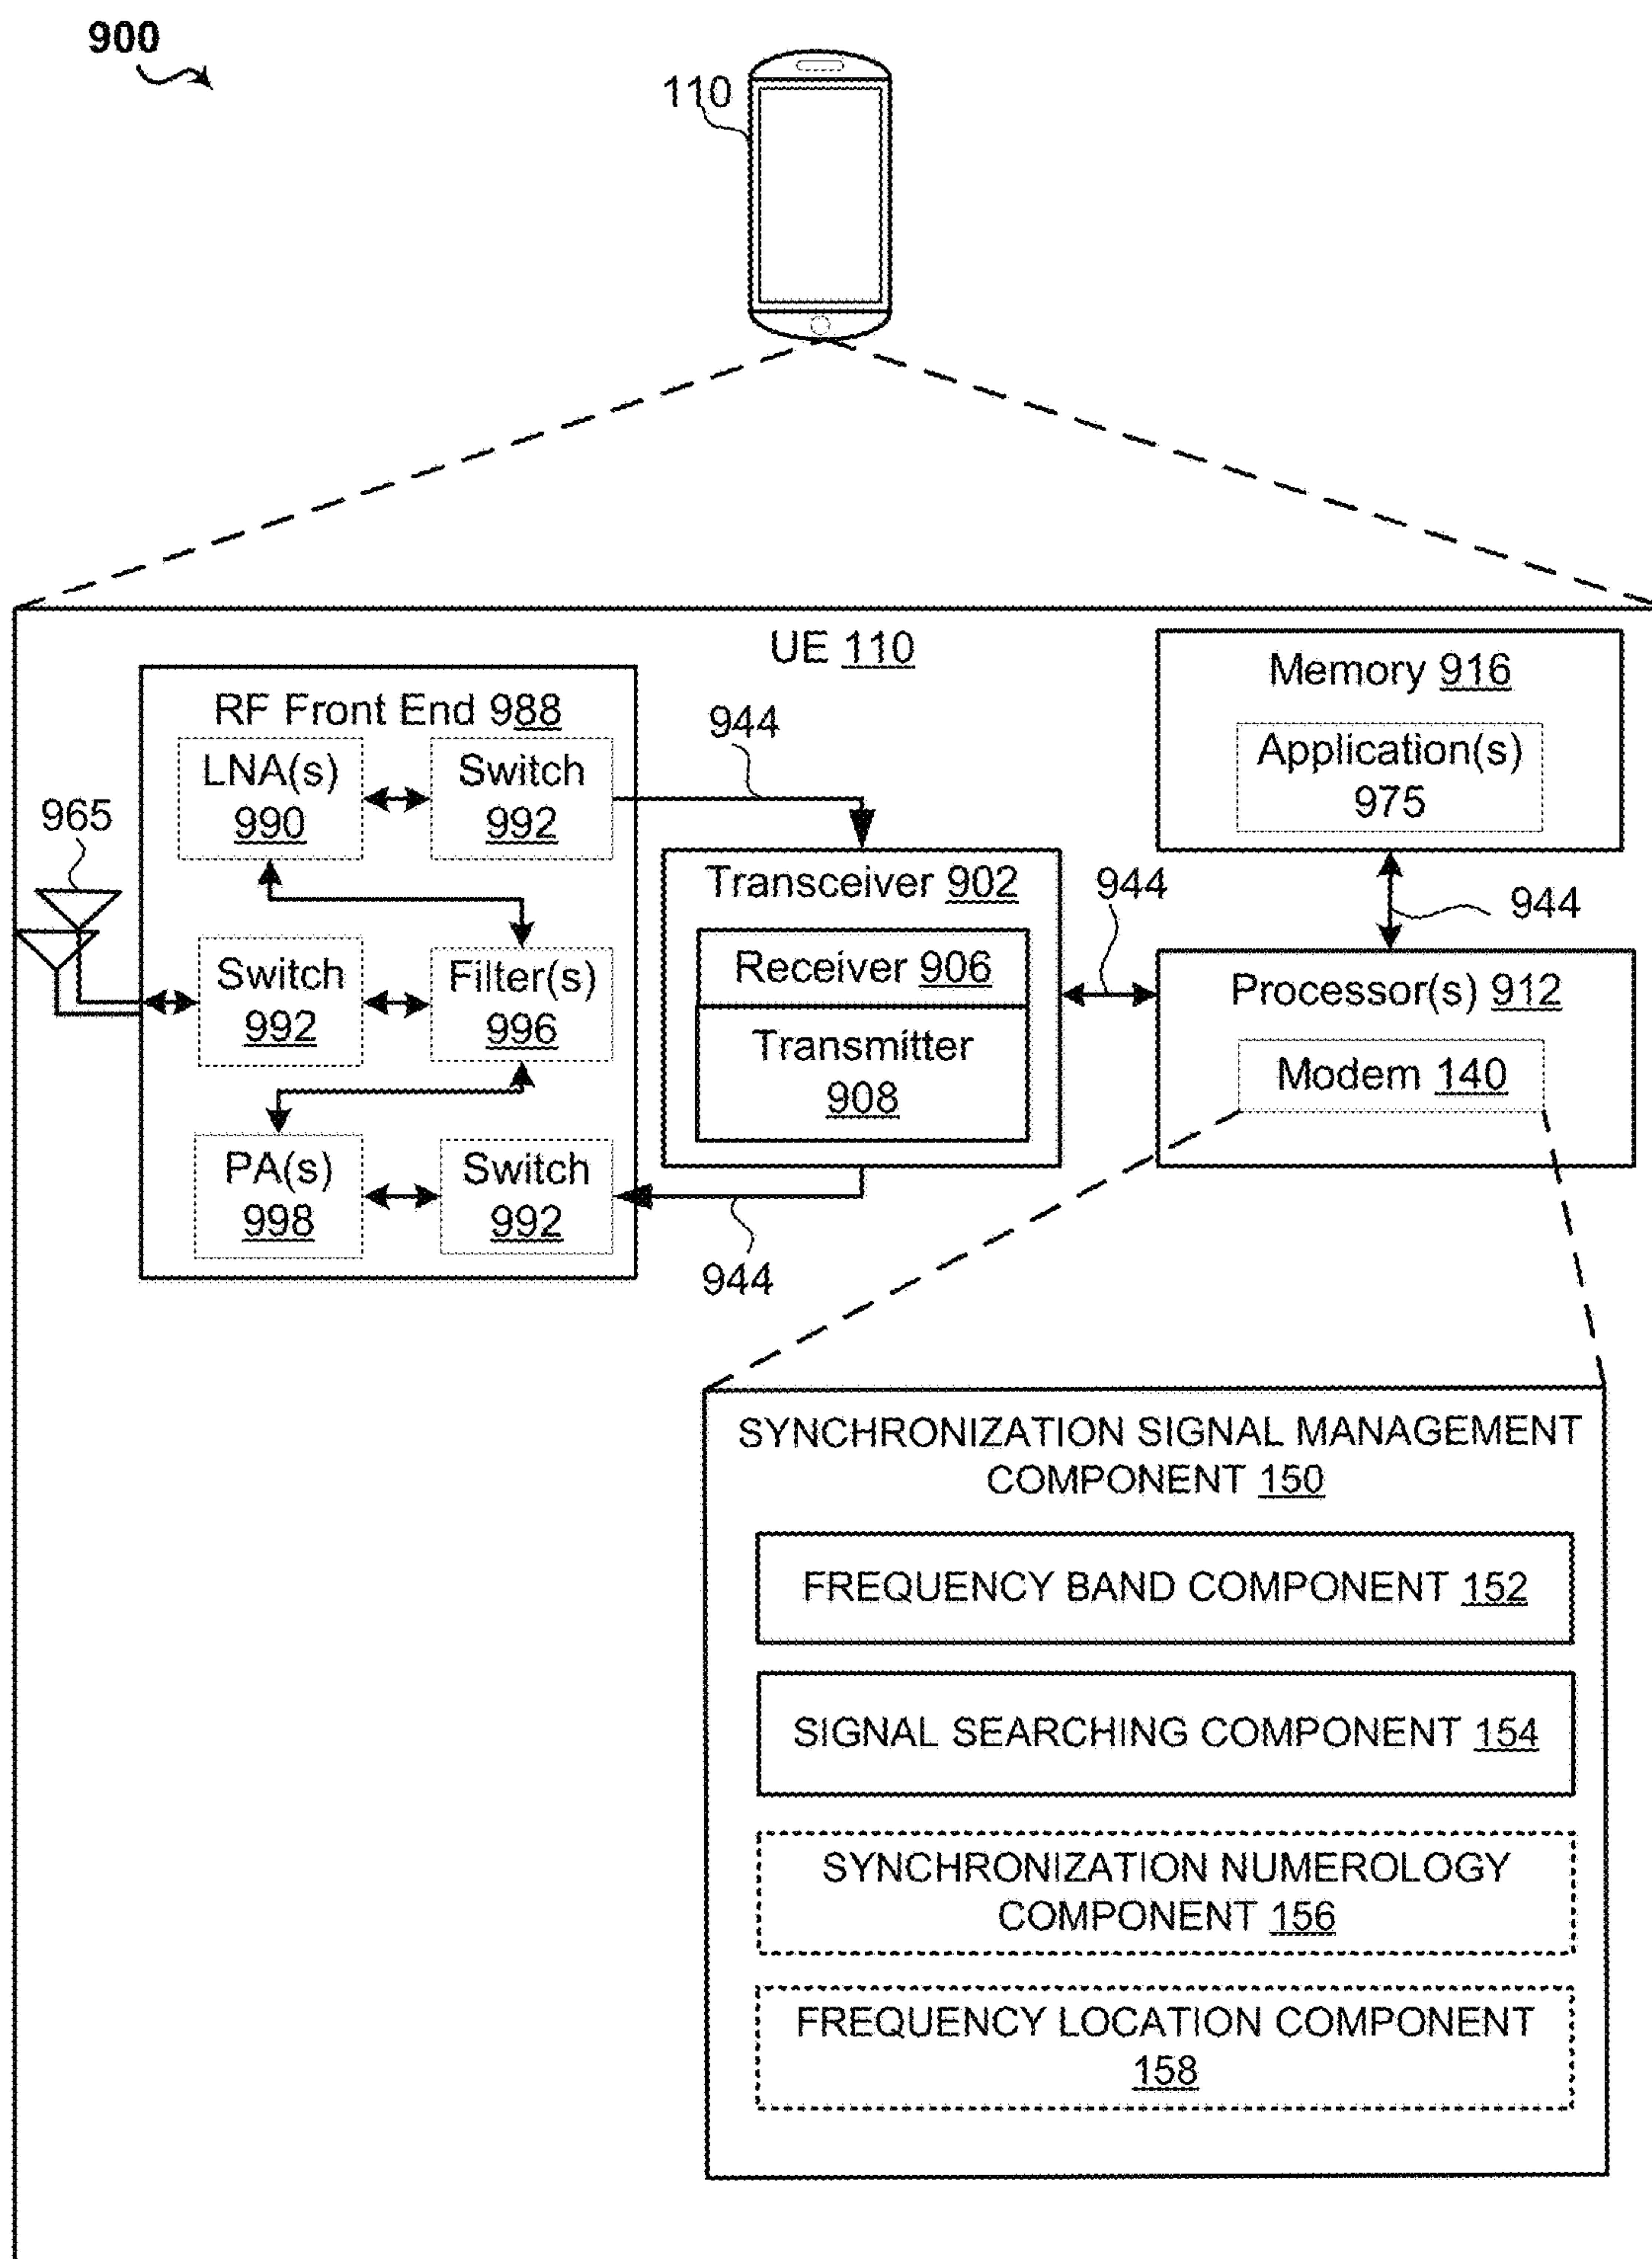 900
110
UE 110
RF Front End 988
LNA(s)
990
Switch
992
944
Memory 916
Application(s)
975
965
Transceiver 902
Receiver 906
Transmitter
908
944
944
Switch
992
Filter(s)
996
Processor(s) 912
Modem 140
PA(s)
998
Switch
992
944
SYNCHRONIZATION SIGNAL MANAGEMENT
COMPONENT 150
FREQUENCY BAND COMPONENT 152
SIGNAL SEARCHING COMPONENT 154
SYNCHRONIZATION NUMEROLOGY
COMPONENT 156
FREQUENCY LOCATION COMPONENT
158